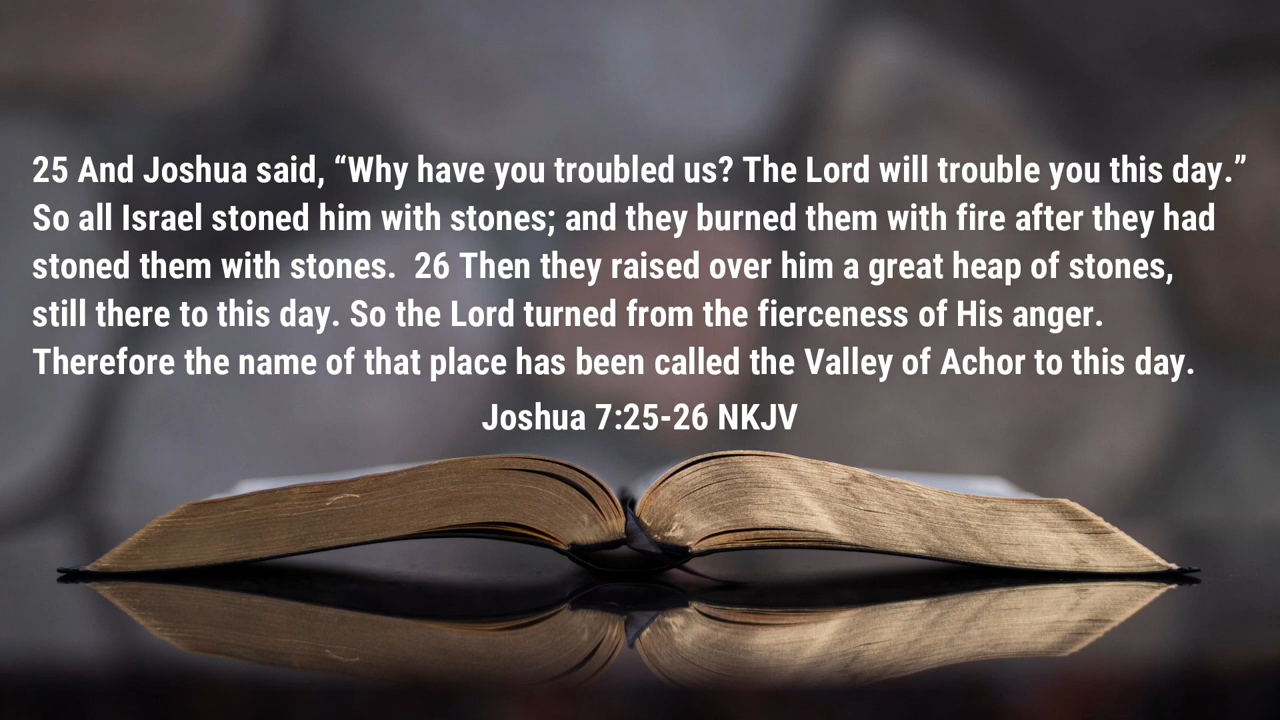 25 And Joshua said, “Why have you troubled us? The Lord will trouble you this day.”
So all Israel stoned him with stones; and they burned them with fire after they had
stoned them with stones.  26 Then they raised over him a great heap of stones,
still there to this day. So the Lord turned from the fierceness of His anger.
Therefore the name of that place has been called the Valley of Achor to this day.
Joshua 7:25-26 NKJV